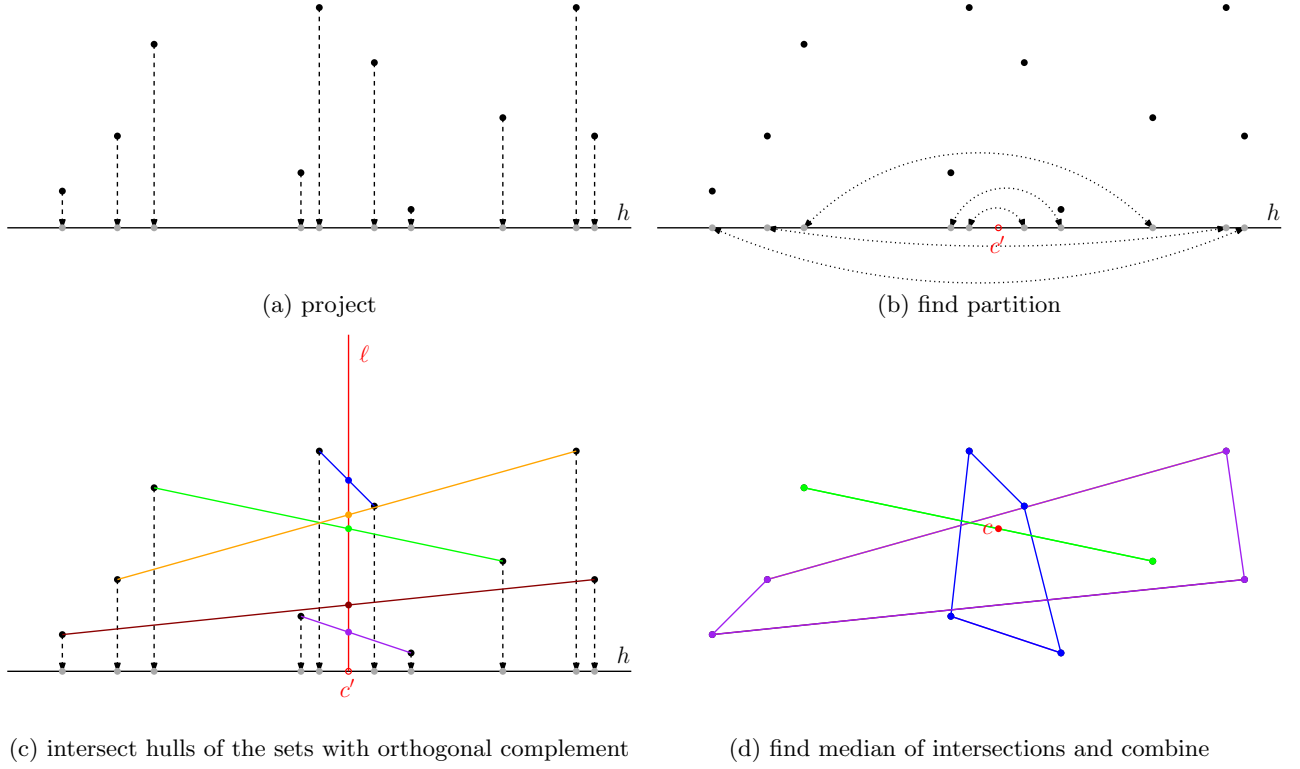 h
(a) project
h
c′
(b) find partition
ℓ
h
c′
(c) intersect hulls of the sets with orthogonal complement
c
(d) find median of intersections and combine